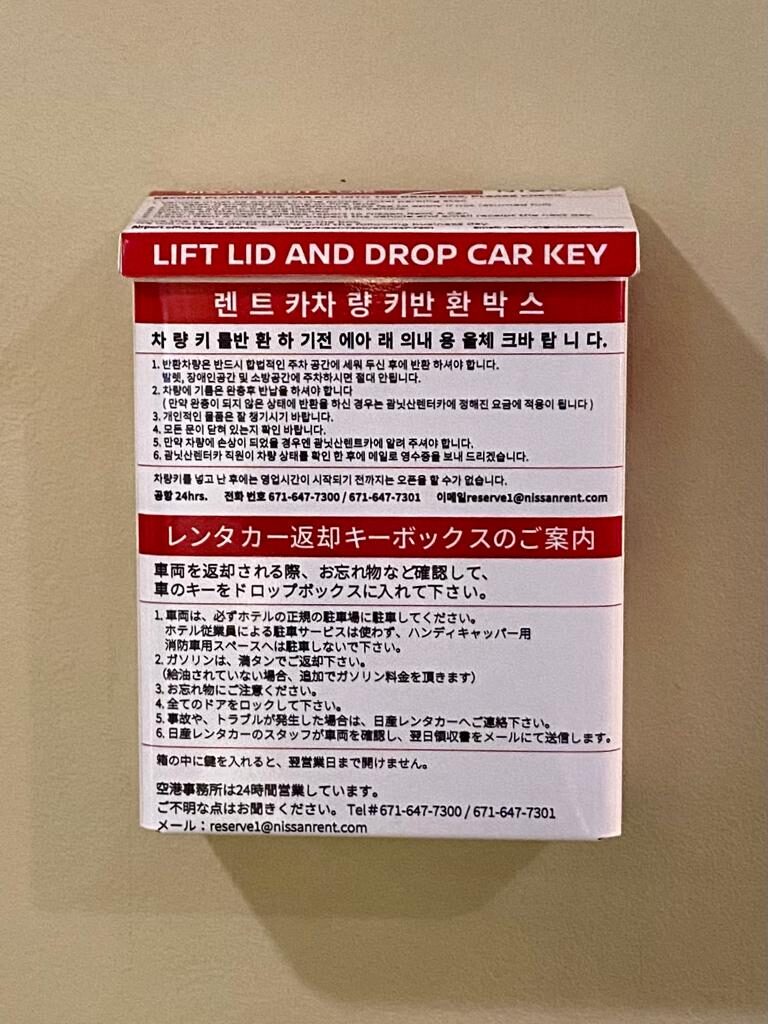 LIFT LID AND DROP CAR KEY
렌 트 카차 량 키반 환 박 스
차 량 키 를반 환 하 기전 에아 래 의내 용 을체 크바 랍 니 다.
1. 반환차량은 반드시 합법적인 주차 공간에 세워 두신 후에 반환 하셔야 합니다.
발렛, 장애인공간 및 소방공간에 주차하시면 절대 안됩니다.
2. 차량에 기름은 완충후 반납을 하셔야 합니다
( 만약 완충이 되지 않은 상태에 반환을 하신 경우는 괌닛산렌터카에 정해진 요금에 적용이 됩니다 )
3. 개인적인 물품은 잘 챙기시기 바랍니다.
4. 모든 문이 닫혀 있는지 확인 바랍니다.
5. 만약 차량에 손상이 되었을 경우엔 괌닛산렌트카에 알려 주셔야 합니다.
6. 괌닛산렌터카 직원이 차량 상태를 확인 한 후에 메일로 영수증을 보내 드리겠습니다.
차량키를 넣고 난 후에는 영업시간이 시작되기 전까지는 오픈을 할 수가 없습니다.
공항 24hrs. 전화 번호 671-647-7300 / 671-647-7301 이메일reserve1@nissanrent.com
レンタカー返却キーボックスのご案内
車両を返却される際、お忘れ物など確認して、
車のキーをドロップボックスに入れて下さい。
1. 車両は、必ずホテルの正規の駐車場に駐車してください。
ホテル従業員による駐車サービスは使わず、ハンディキャッパー用
消防車用スペースへは駐車しないで下さい。
2. ガソリンは、満タンでご返却下さい。
（給油されていない場合、追加でガソリン料金を頂きます）
3. お忘れ物にご注意ください。
4. 全てのドアをロックして下さい。
5. 事故や、トラブルが発生した場合は、日産レンタカーへご連絡下さい。
6. 日産レンタカーのスタッフが車両を確認し、翌日領収書をメールにて送信します。
箱の中に鍵を入れると、翌営業日まで開けません。
空港事務所は24時間営業しています。
ご不明な点はお聞きください。 Tel＃671-647-7300 / 671-647-7301
メール：reserve1@nissanrent.com